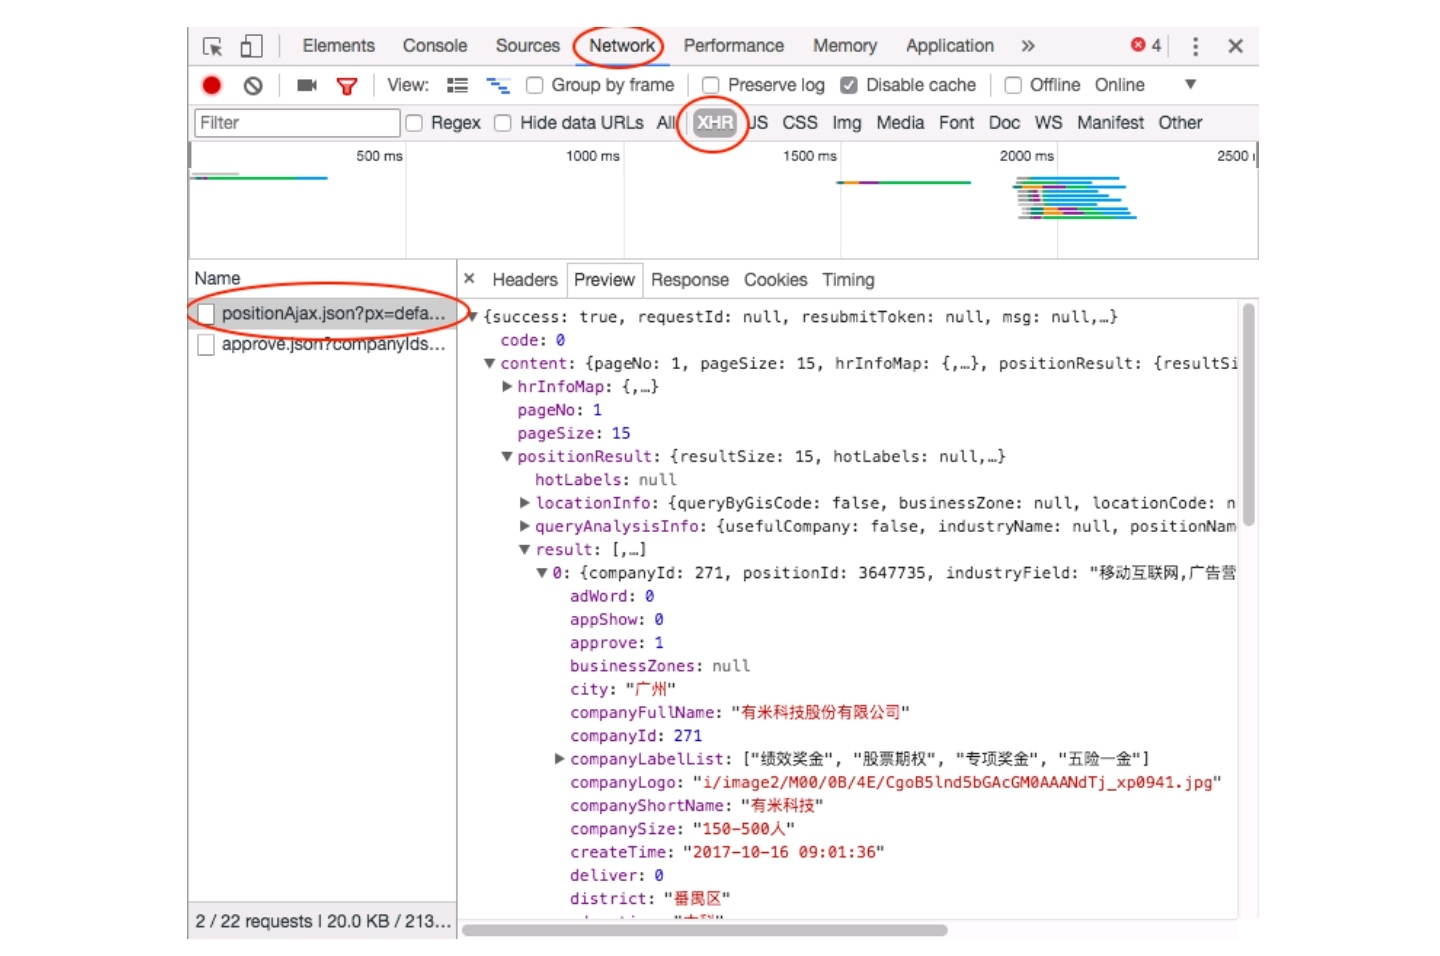 Elements Console Sources Network Performance Memory Application » 4
View: Group by frame Preserve log Disable cache Offline Online
Filter Regex Hide data URLs All XHR JS CSS Img Media Font Doc WS Manifest Other
500 ms 1000 ms 1500 ms 2000 ms 2500
Name
positionAjax.json?px=defa...
approve.json?companyIds...
2 / 22 requests | 20.0 KB / 213...
× Headers Preview Response Cookies Timing
▼{success: true, requestId: null, resubmitToken: null, msg: null,…}
code: 0
▼content: {pageNo: 1, pageSize: 15, hrInfoMap: {,…}, positionResult: {resultSi
▶hrInfoMap: {,…}
pageNo: 1
pageSize: 15
▼positionResult: {resultSize: 15, hotLabels: null,…}
hotLabels: null
▶locationInfo: {queryByGisCode: false, businessZone: null, locationCode: n
▶queryAnalysisInfo: {usefulCompany: false, industryName: null, positionNam
▼result: [,…]
▼0: {companyId: 271, positionId: 3647735, industryField: "移动互联网,广告营
adWord: 0
appShow: 0
approve: 1
businessZones: null
city: "广州"
companyFullName: "有米科技股份有限公司"
companyId: 271
▶companyLabelList: ["绩效奖金", "股票期权", "专项奖金", "五险一金"]
companyLogo: "i/image2/M00/0B/4E/CgoB5lnd5bGAcGM0AAANdTj_xp0941.jpg"
companyShortName: "有米科技"
companySize: "150-500人"
createTime: "2017-10-16 09:01:36"
deliver: 0
district: "番禺区"